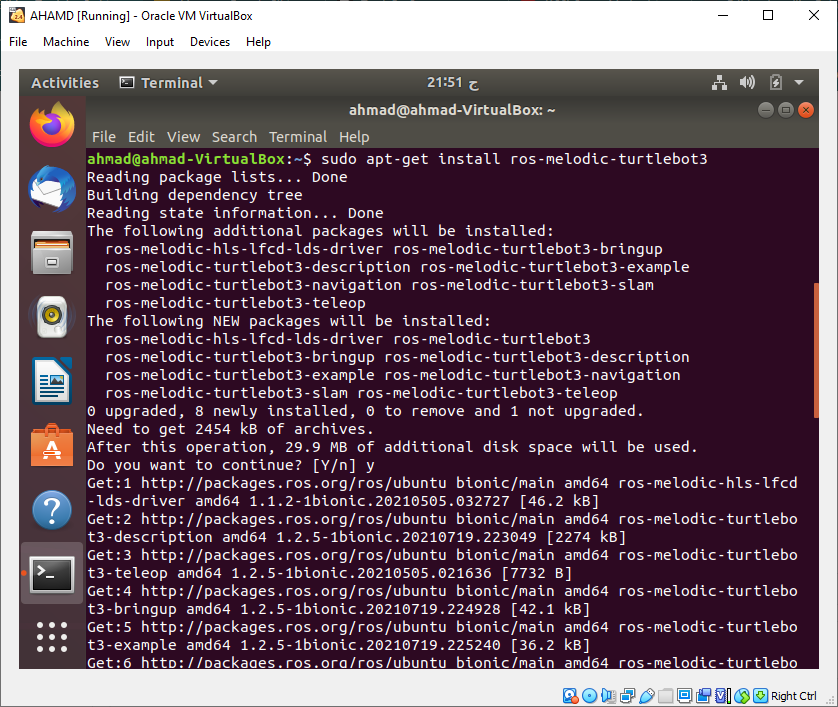 AHAMD [Running] - Oracle VM VirtualBox
File Machine View Input Devices Help
Activities Terminal 21:51 ح
ahmad@ahmad-VirtualBox: ~
File Edit View Search Terminal Help
ahmad@ahmad-VirtualBox:~$ sudo apt-get install ros-melodic-turtlebot3
Reading package lists... Done
Building dependency tree
Reading state information... Done
The following additional packages will be installed:
ros-melodic-hls-lfcd-lds-driver ros-melodic-turtlebot3-bringup
ros-melodic-turtlebot3-description ros-melodic-turtlebot3-example
ros-melodic-turtlebot3-navigation ros-melodic-turtlebot3-slam
ros-melodic-turtlebot3-teleop
The following NEW packages will be installed:
ros-melodic-hls-lfcd-lds-driver ros-melodic-turtlebot3
ros-melodic-turtlebot3-bringup ros-melodic-turtlebot3-description
ros-melodic-turtlebot3-example ros-melodic-turtlebot3-navigation
ros-melodic-turtlebot3-slam ros-melodic-turtlebot3-teleop
0 upgraded, 8 newly installed, 0 to remove and 1 not upgraded.
Need to get 2454 kB of archives.
After this operation, 29.9 MB of additional disk space will be used.
Do you want to continue? [Y/n] y
Get:1 http://packages.ros.org/ros/ubuntu bionic/main amd64 ros-melodic-hls-lfcd
-lds-driver amd64 1.1.2-1bionic.20210505.032727 [46.2 kB]
Get:2 http://packages.ros.org/ros/ubuntu bionic/main amd64 ros-melodic-turtlebo
t3-description amd64 1.2.5-1bionic.20210719.223049 [2274 kB]
Get:3 http://packages.ros.org/ros/ubuntu bionic/main amd64 ros-melodic-turtlebo
t3-teleop amd64 1.2.5-1bionic.20210505.021636 [7732 B]
Get:4 http://packages.ros.org/ros/ubuntu bionic/main amd64 ros-melodic-turtlebo
t3-bringup amd64 1.2.5-1bionic.20210719.224928 [42.1 kB]
Get:5 http://packages.ros.org/ros/ubuntu bionic/main amd64 ros-melodic-turtlebo
t3-example amd64 1.2.5-1bionic.20210719.225240 [36.2 kB]
Get:6 http://packages.ros.org/ros/ubuntu bionic/main amd64 ros-melodic-turtlebo
Right Ctrl